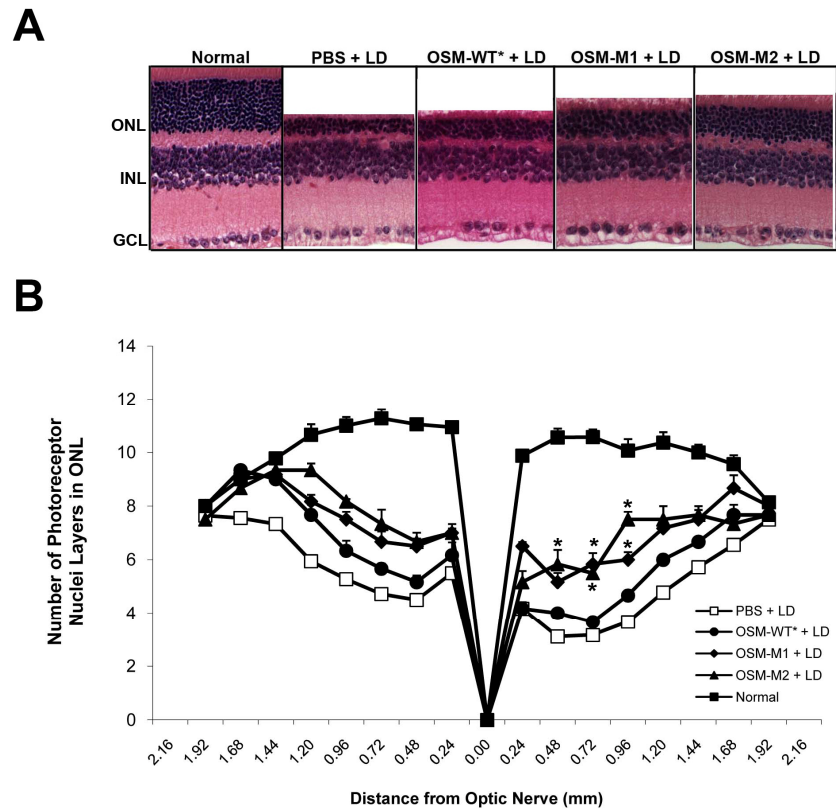 A
Normal
PBS + LD
OSM-WT* + LD
OSM-M1 + LD
OSM-M2 + LD
ONL
INL
GCL
B
Number of Photoreceptor
Nuclei Layers in ONL
14
12
10
8
6
4
2
0
* * *
* *
PBS + LD
OSM-WT* + LD
OSM-M1 + LD
OSM-M2 + LD
Normal
2.16 1.92 1.68 1.44 1.20 0.96 0.72 0.48 0.24 0.00 0.24 0.48 0.72 0.96 1.20 1.44 1.68 1.92 2.16
Distance from Optic Nerve (mm)